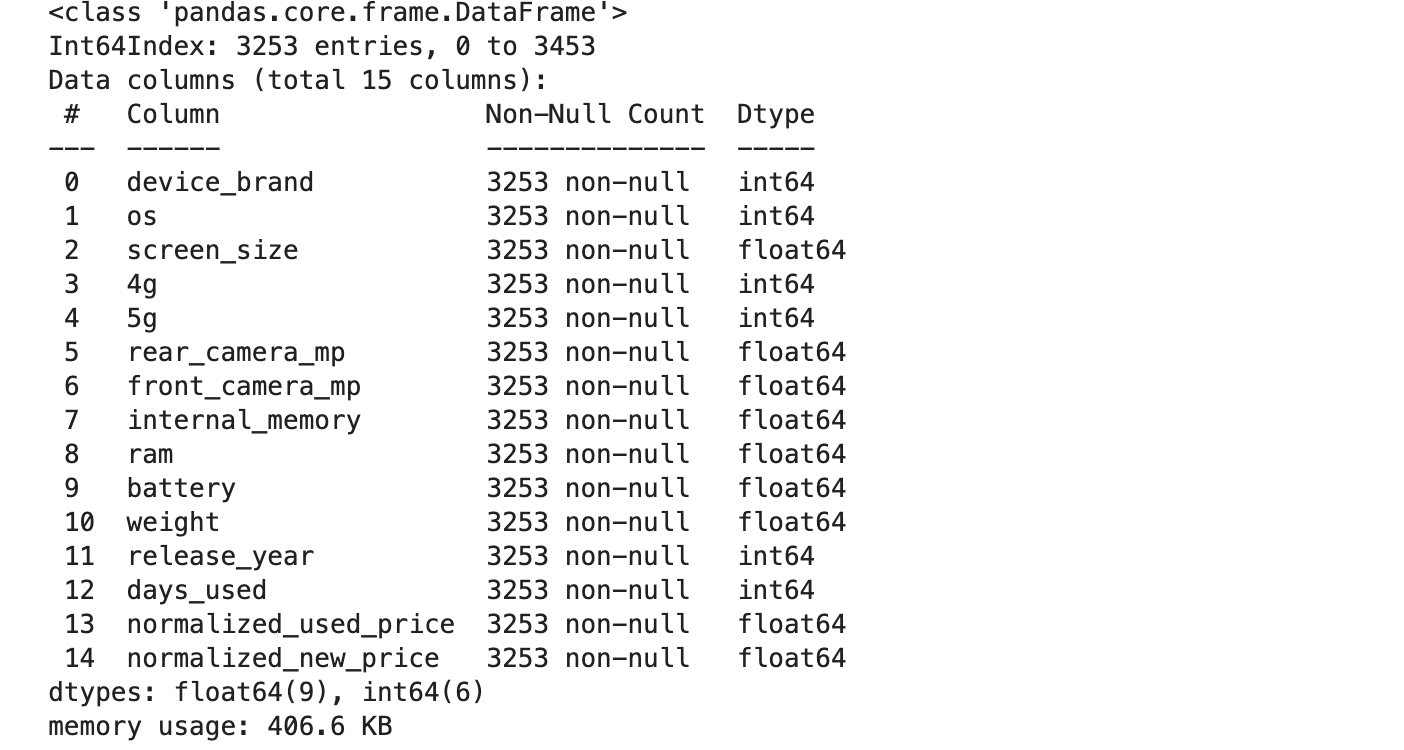 <class 'pandas.core.frame.DataFrame'>
Int64Index: 3253 entries, 0 to 3453
Data columns (total 15 columns):
 #   Column                 Non-Null Count  Dtype
---  ------                 --------------  -----
 0   device_brand           3253 non-null   int64
 1   os                     3253 non-null   int64
 2   screen_size            3253 non-null   float64
 3   4g                     3253 non-null   int64
 4   5g                     3253 non-null   int64
 5   rear_camera_mp         3253 non-null   float64
 6   front_camera_mp        3253 non-null   float64
 7   internal_memory        3253 non-null   float64
 8   ram                    3253 non-null   float64
 9   battery                3253 non-null   float64
 10  weight                 3253 non-null   float64
 11  release_year           3253 non-null   int64
 12  days_used              3253 non-null   int64
 13  normalized_used_price  3253 non-null   float64
 14  normalized_new_price   3253 non-null   float64
dtypes: float64(9), int64(6)
memory usage: 406.6 KB